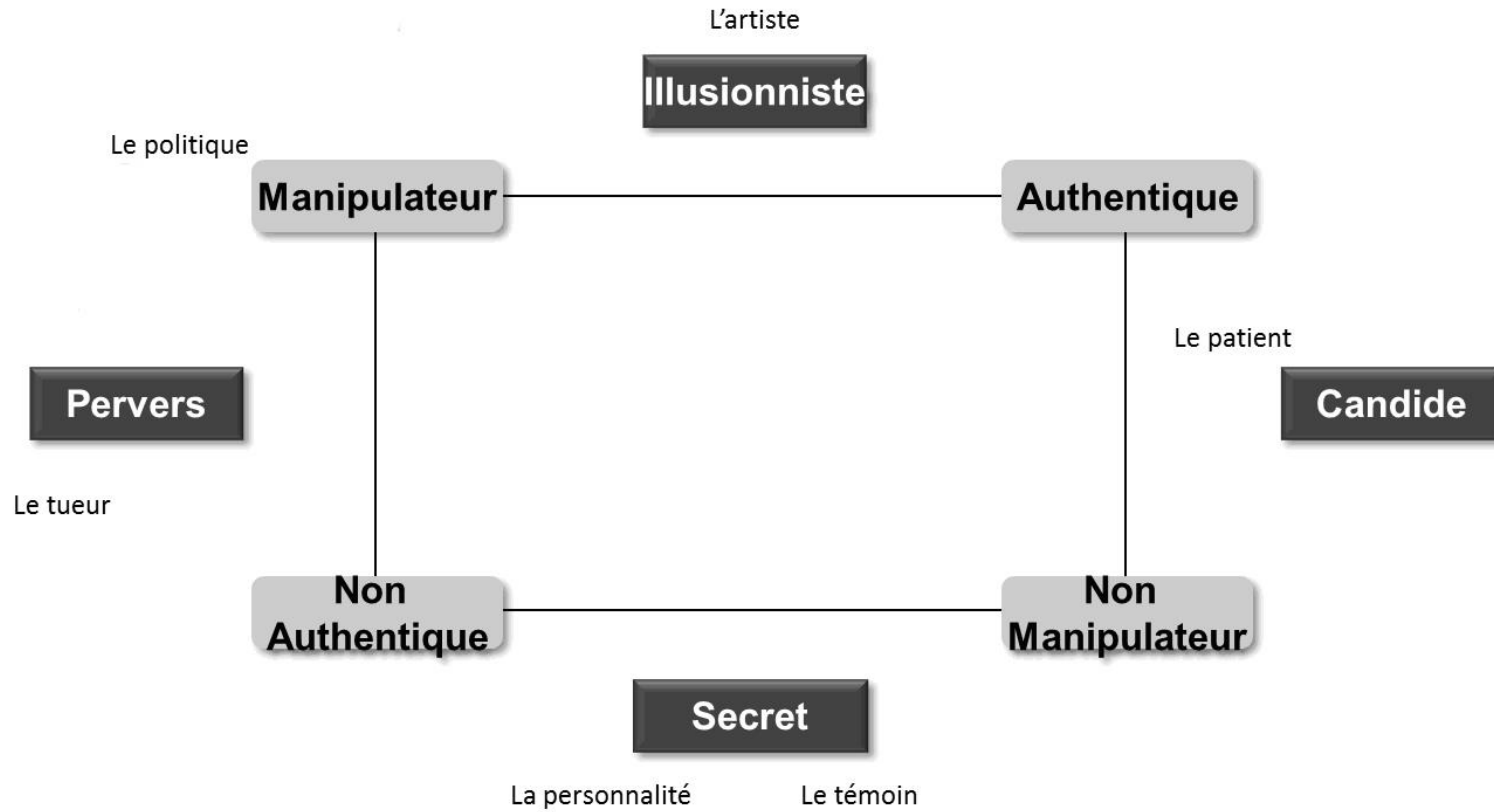 L’artiste
Illusionniste
Le politique
Manipulateur
Authentique
Le patient
Pervers
Candide
Le tueur
Non
Authentique
Non
Manipulateur
Secret
La personnalité
Le témoin